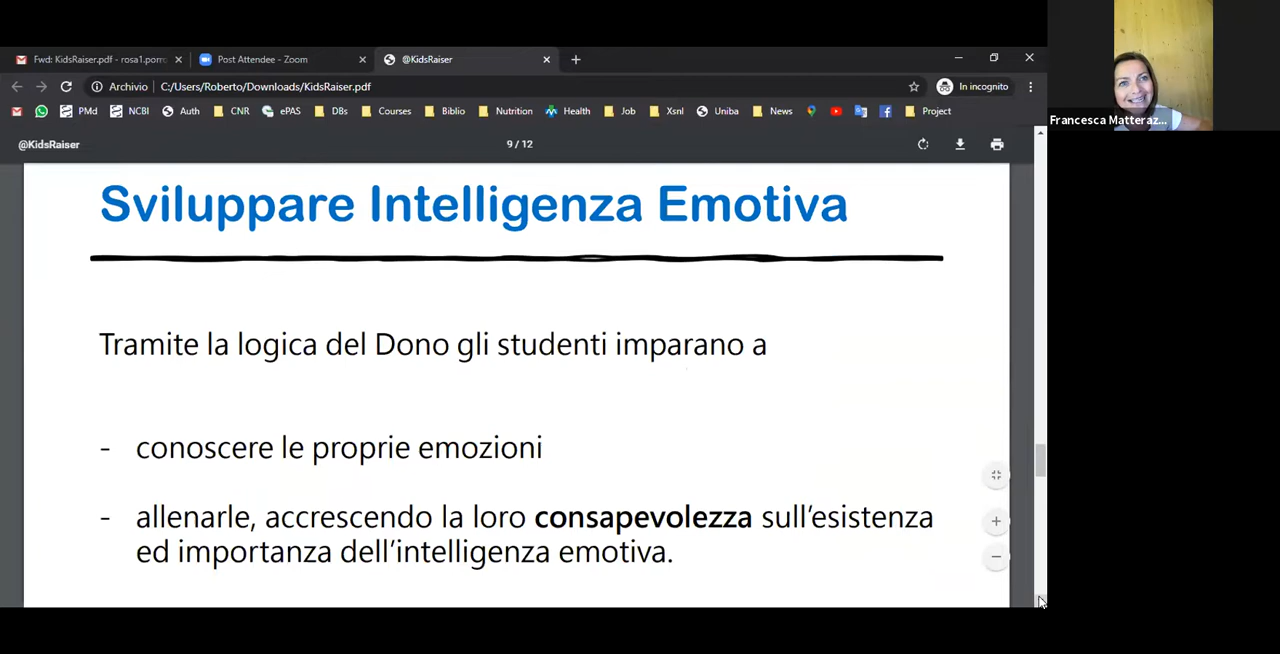 Fwd: KidsRaiser.pdf - rosa1.porro
Post Attendee - Zoom
@KidsRaiser
Archivio
C:/Users/Roberto/Downloads/KidsRaiser.pdf
In incognito
PMd
NCBI
Auth
CNR
ePAS
DBs
Courses
Biblio
Nutrition
Health
Job
Xsnl
Uniba
News
Project
@KidsRaiser
9 / 12
Francesca Matteraz...
Sviluppare Intelligenza Emotiva
Tramite la logica del Dono gli studenti imparano a
- conoscere le proprie emozioni
- allenarle, accrescendo la loro consapevolezza sull'esistenza
ed importanza dell'intelligenza emotiva.